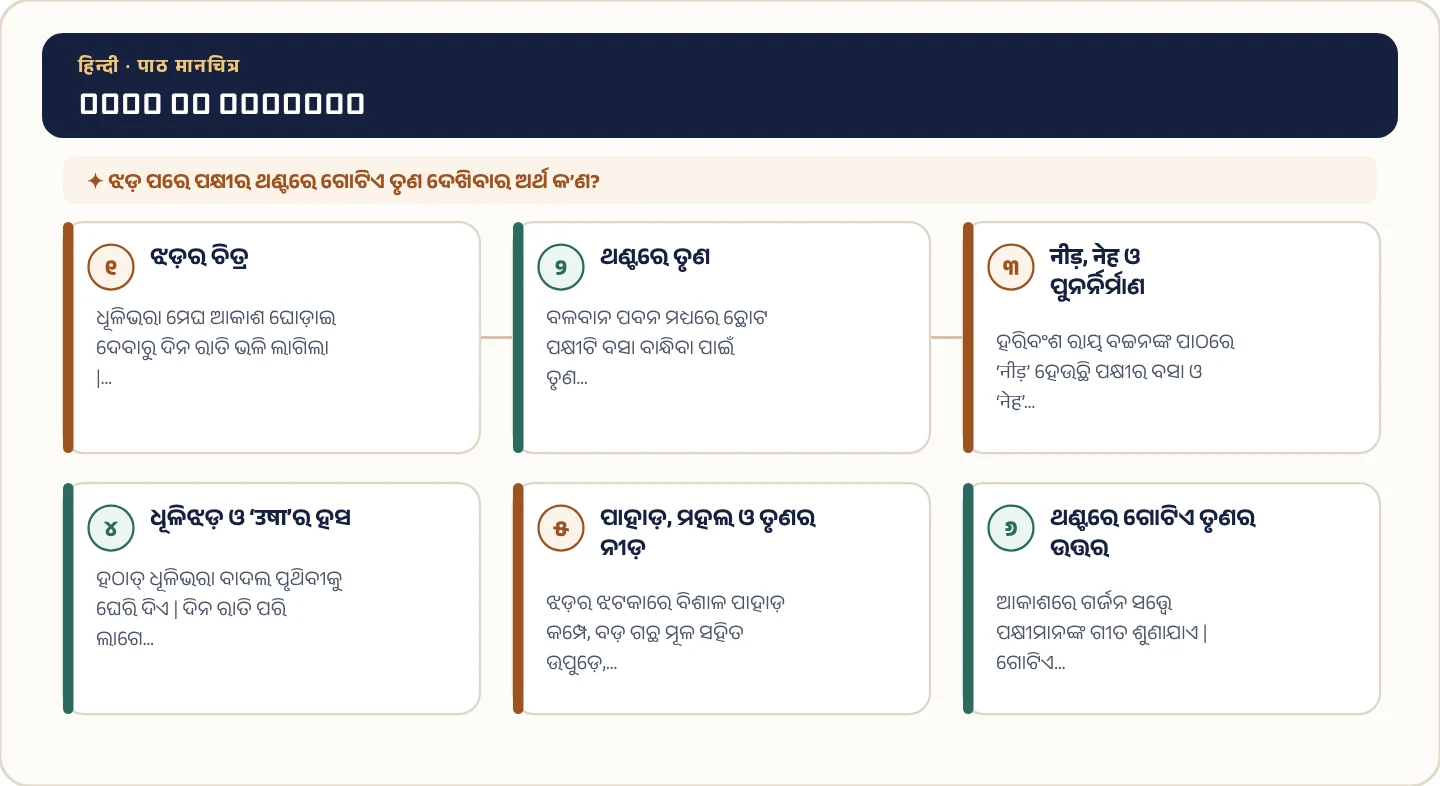 हिन्दी · पाठ मानचित्र
✦ ଝଡ଼ ପରେ ପକ୍ଷୀର ଥଣ୍ଟରେ ଗୋଟିଏ ତୃଣ ଦେଖିବାର ଅର୍ଥ କ’ଣ?
୧
ଝଡ଼ର ଚିତ୍ର
ଧୂଳିଭରା ମେଘ ଆକାଶ ଘୋଡ଼ାଇ
ଦେବାରୁ ଦିନ ରାତି ଭଳି ଲାଗିଲା
|...
୨
ଥଣ୍ଟରେ ତୃଣ
ବଳବାନ ପବନ ମଧ୍ୟରେ ଛୋଟ
ପକ୍ଷୀଟି ବସା ବାନ୍ଧିବା ପାଇଁ
ତୃଣ...
୩
नीड़, नेह ଓ
ପୁନର୍ନିର୍ମାଣ
ହରିବଂଶ ରାୟ ବଚ୍ଚନଙ୍କ ପାଠରେ
‘नीड़’ ହେଉଛି ପକ୍ଷୀର ବସା ଓ
‘नेह’...
୪
ଧୂଳିଝଡ଼ ଓ ‘उषा’ର ହସ
ହଠାତ୍ ଧୂଳିଭରା ବାଦଲ ପୃଥିବୀକୁ
ଘେରି ଦିଏ | ଦିନ ରାତି ପରି
ଲାଗେ...
୫
ପାହାଡ଼, ମହଲ ଓ ତୃଣର
ନୀଡ଼
ଝଡ଼ର ଝଟକାରେ ବିଶାଳ ପାହାଡ଼
କମ୍ପେ, ବଡ଼ ଗଛ ମୂଳ ସହିତ
ଉପୁଡ଼େ,...
୬
ଥଣ୍ଟରେ ଗୋଟିଏ ତୃଣର
ଉତ୍ତର
ଆକାଶରେ ଗର୍ଜନ ସତ୍ତ୍ୱେ
ପକ୍ଷୀମାନଙ୍କ ଗୀତ ଶୁଣାଯାଏ |
ଗୋଟିଏ...